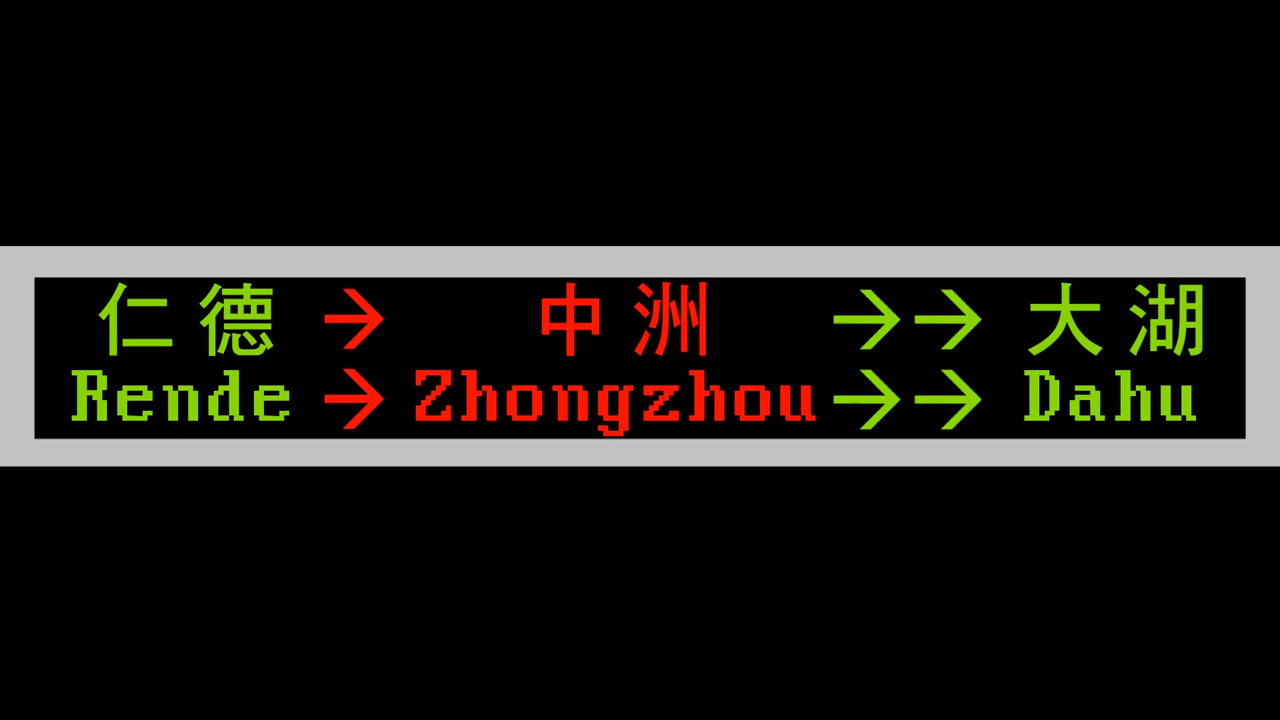 仁德 → 中洲 →→ 大湖
Rende → Zhongzhou →→ Dahu